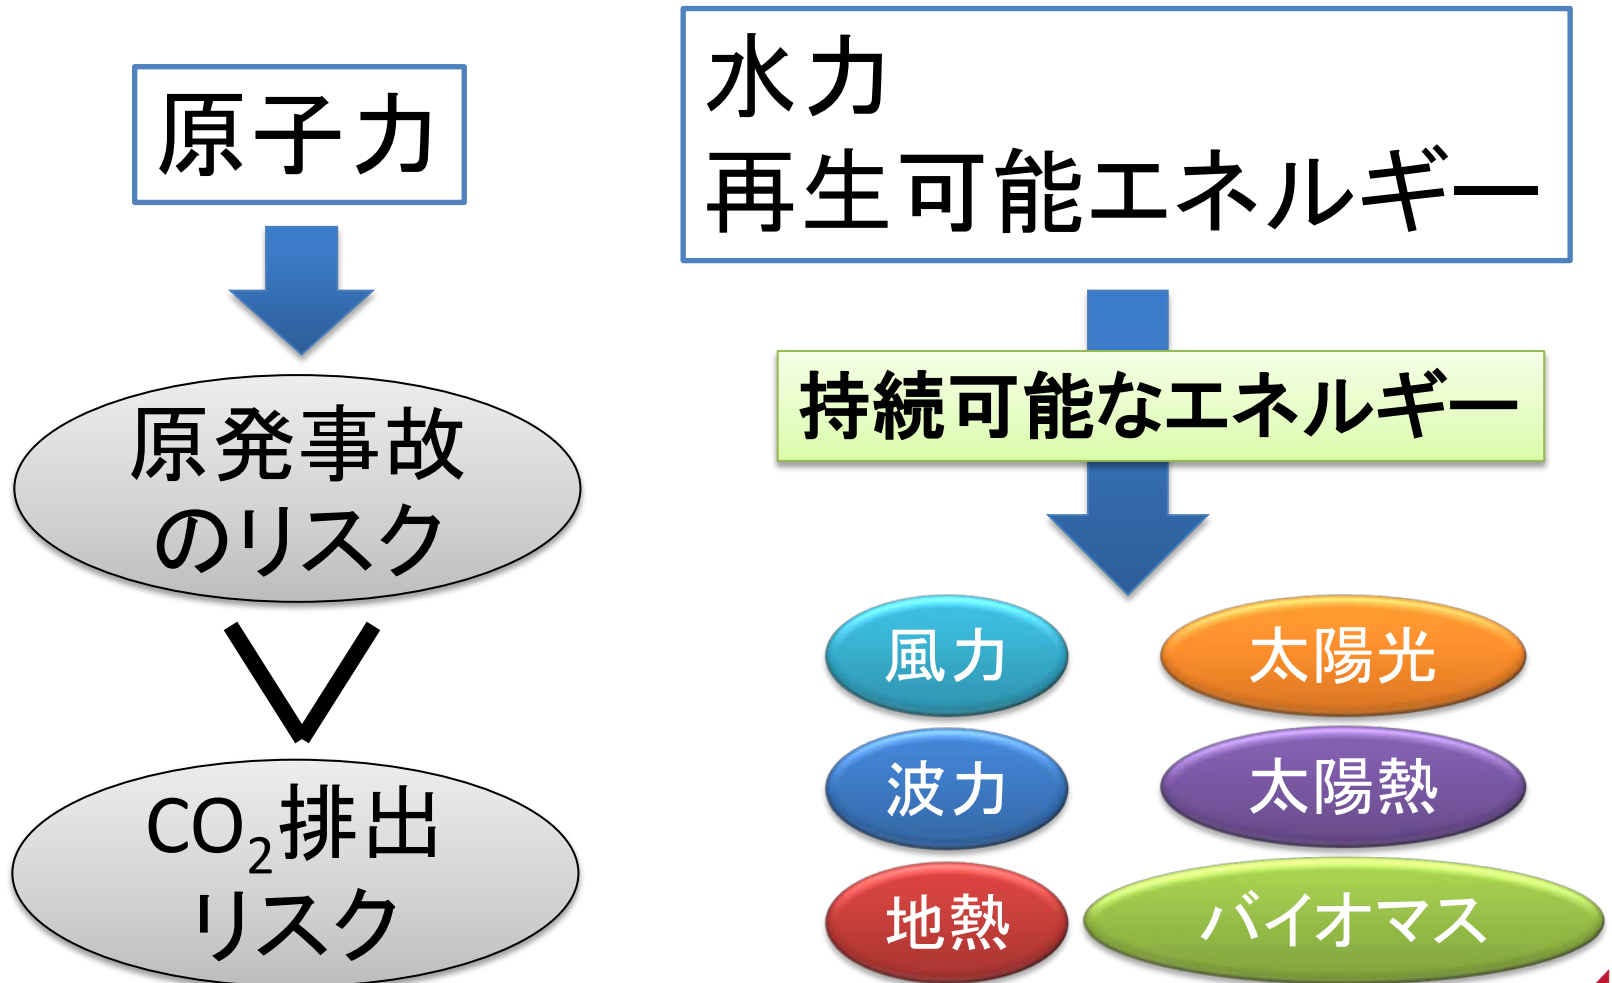 原子力
原発事故
のリスク
CO₂排出
リスク
水力
再生可能エネルギー
持続可能なエネルギー
風力
太陽光
波力
太陽熱
地熱
バイオマス